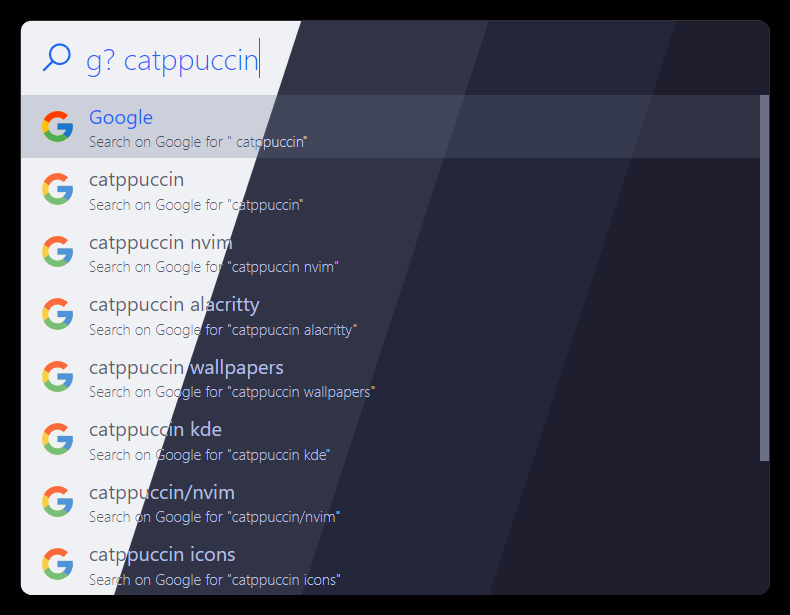 g? catppuccin
Google
Search on Google for " catppuccin"
catppuccin
Search on Google for "catppuccin"
catppuccin nvim
Search on Google for "catppuccin nvim"
catppuccin alacritty
Search on Google for "catppuccin alacritty"
catppuccin wallpapers
Search on Google for "catppuccin wallpapers"
catppuccin kde
Search on Google for "catppuccin kde"
catppuccin/nvim
Search on Google for "catppuccin/nvim"
catppuccin icons
Search on Google for "catppuccin icons"